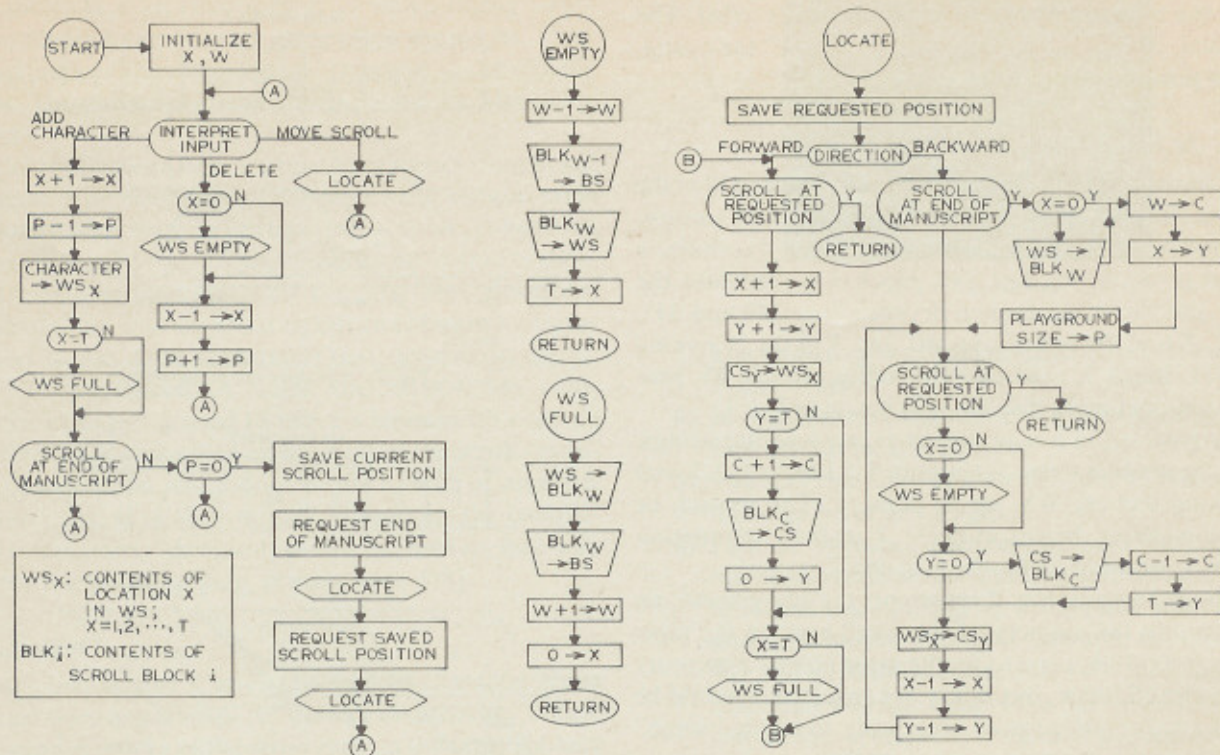 START
INITIALIZE
X, W
A
ADD
CHARACTER
INTERPRET
INPUT
MOVE SCROLL
DELETE
X+1→X
P-1→P
CHARACTER
→WSX
X=T
N
WS FULL
SCROLL
AT END OF
MANUSCRIPT
N
A
X=0
N
WS EMPTY
X-1→X
P+1→P
A
LOCATE
A
P=0
Y
A
SAVE CURRENT
SCROLL POSITION
REQUEST END
OF MANUSCRIPT
LOCATE
REQUEST SAVED
SCROLL POSITION
LOCATE
A
WSX: CONTENTS OF
LOCATION X
IN WS;
X=1,2,···,T
BLKi: CONTENTS OF
SCROLL BLOCK i
WS
EMPTY
W-1→W
BLKW-1
→BS
BLKW
→WS
T→X
RETURN
WS
FULL
WS→
BLKW
BLKW
→BS
W+1→W
0→X
RETURN
LOCATE
SAVE REQUESTED POSITION
FORWARD
DIRECTION
BACKWARD
B
SCROLL AT
REQUESTED
POSITION
Y
RETURN
X+1→X
Y+1→Y
CSY→WSX
Y=T
N
C+1→C
BLKC
→CS
0→Y
X=T
N
WS FULL
B
SCROLL
AT END OF
MANUSCRIPT
Y
X=0
Y
WS→
BLKW
W→C
X→Y
PLAYGROUND
SIZE→P
SCROLL AT
REQUESTED
POSITION
Y
RETURN
X=0
N
WS EMPTY
Y=0
Y
CS→
BLKC
C-1→C
T→Y
WSX→CSY
X-1→X
Y-1→Y